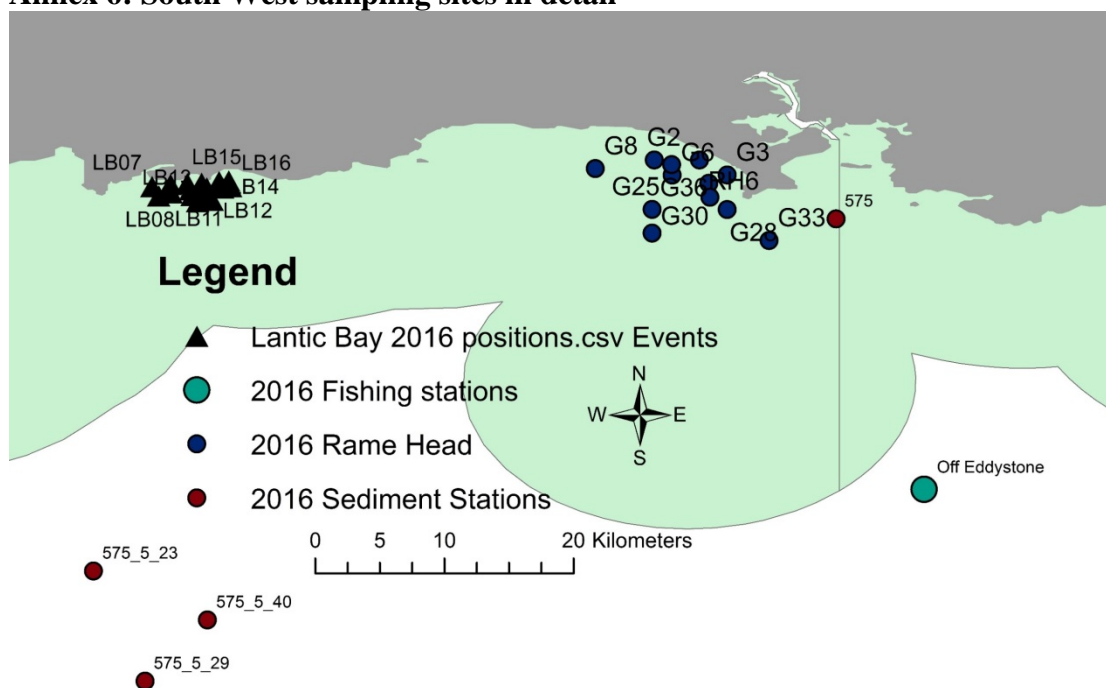 Annex 6: South West sampling sites in detail
LB07 LB15 LB16
LB13 LB14
LB08 LB11 LB12
G8 G2 G6 G3
G25 G36 RH6
G30 G28 G33 575
Legend
Lantic Bay 2016 positions.csv Events
2016 Fishing stations
2016 Rame Head
2016 Sediment Stations
N
W E
S
Off Eddystone
0 5 10 20 Kilometers
575_5_23
575_5_40
575_5_29